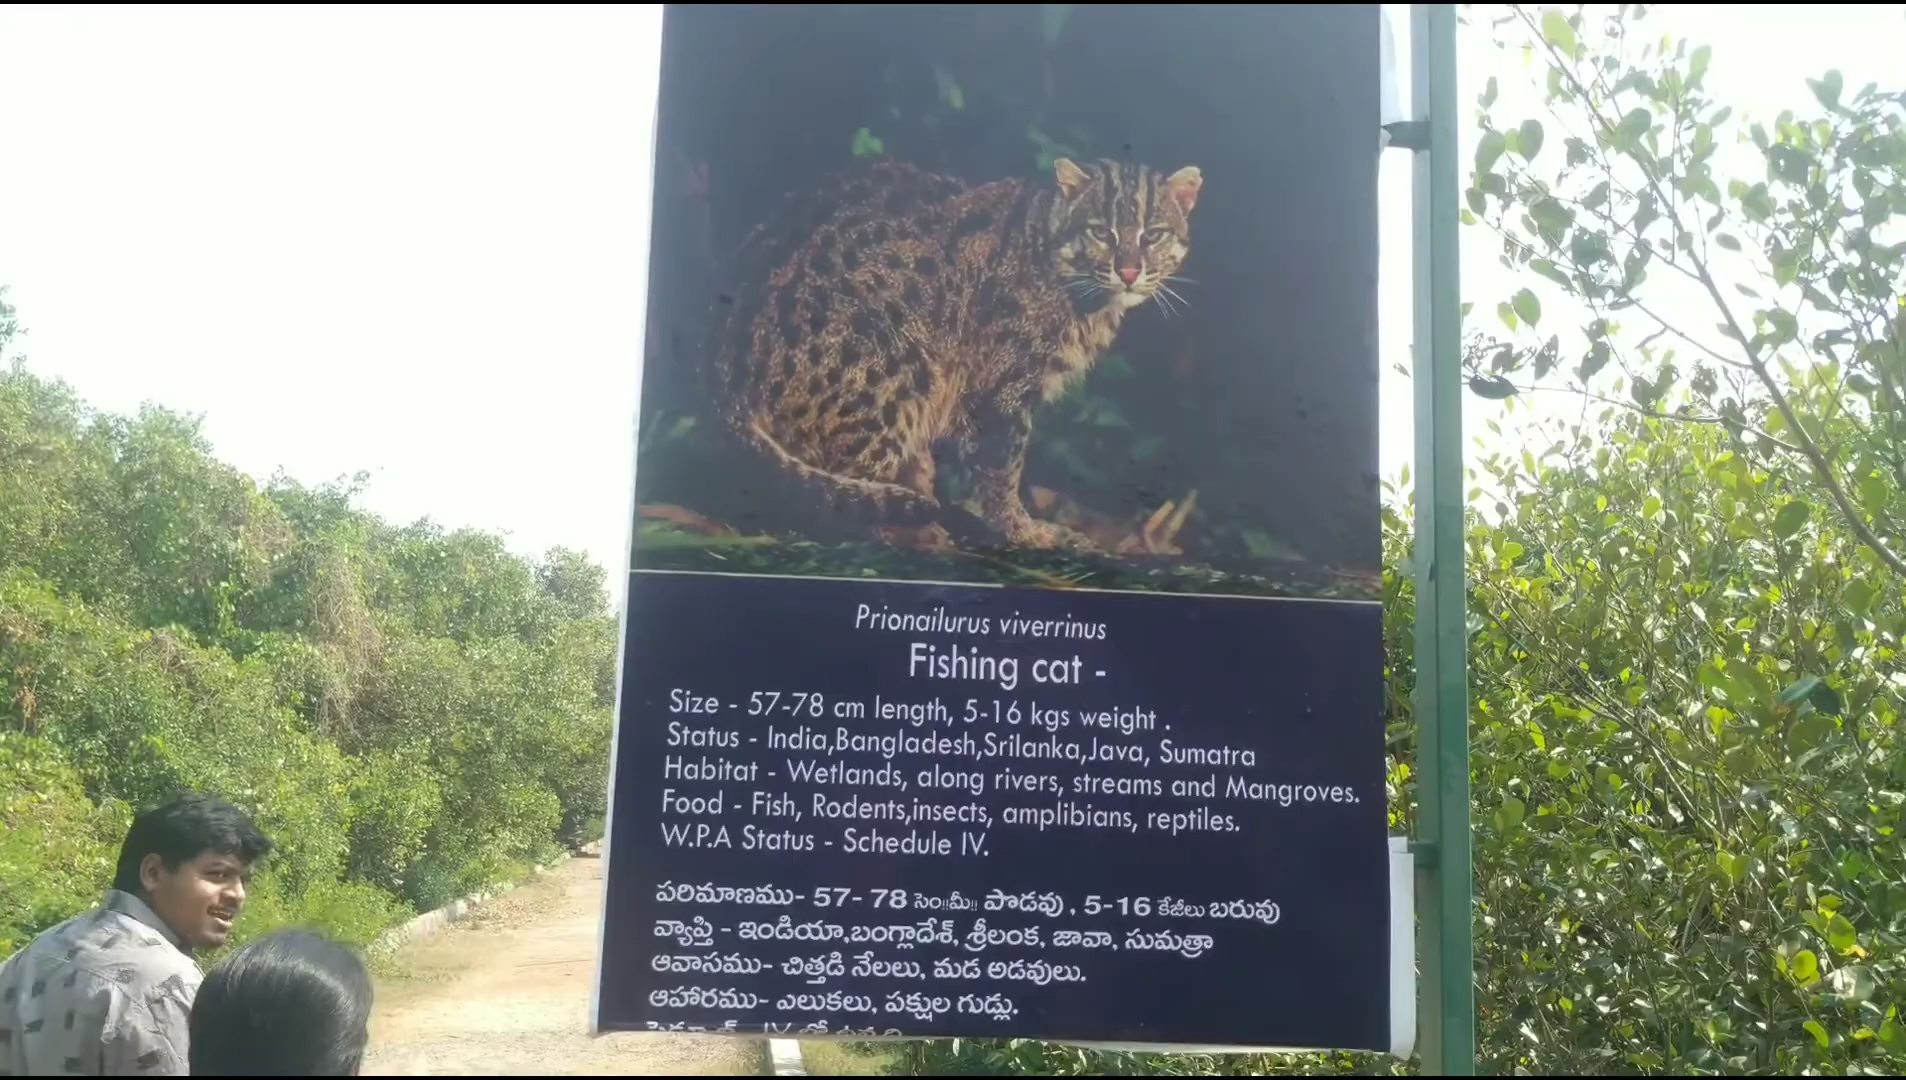 Prionailurus viverrinus
Fishing cat -
Size - 57-78 cm length, 5-16 kgs weight .
Status - India,Bangladesh,Srilanka,Java, Sumatra
Habitat - Wetlands, along rivers, streams and Mangroves.
Food - Fish, Rodents,insects, amplibians, reptiles.
W.P.A Status - Schedule IV.
పరిమాణము- 57- 78 సెం!!మీ!! పొడవు , 5-16 కేజీలు బరువు
వ్యాప్తి - ఇండియా,బంగ్లాదేశ్, శ్రీలంక, జావా, సుమత్రా
ఆవాసము- చిత్తడి నేలలు, మడ అడవులు.
ఆహారము- ఎలుకలు, పక్షుల గుడ్లు.
IV